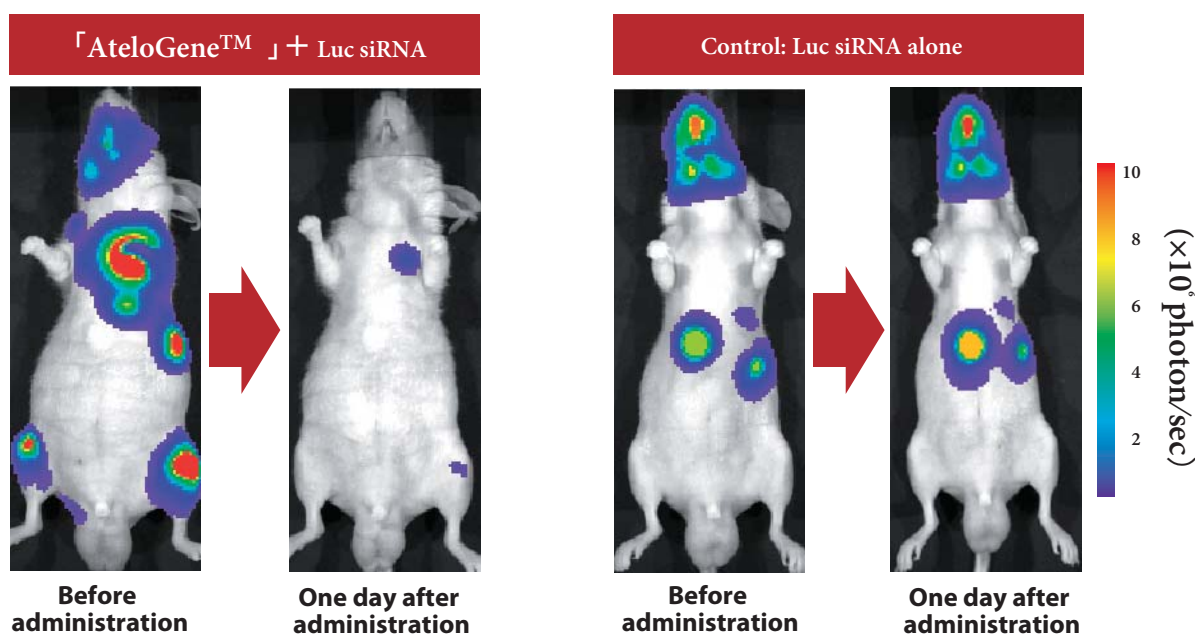 「AteloGene™ 」+ Luc siRNA
Control: Luc siRNA alone
10
8
6
4
2
(×10⁶ photon/sec)
Before
administration
One day after
administration
Before
administration
One day after
administration